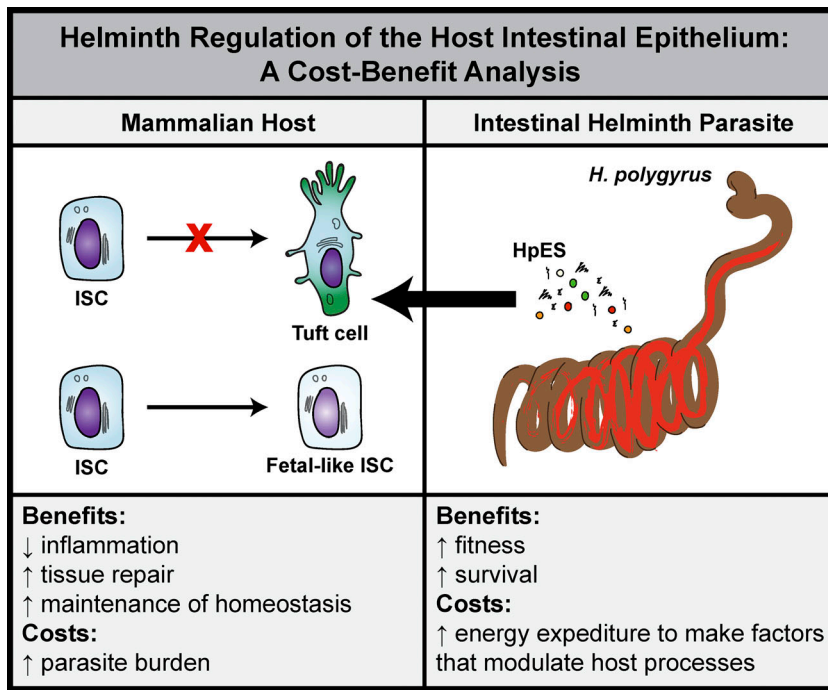 Helminth Regulation of the Host Intestinal Epithelium:
A Cost-Benefit Analysis
Mammalian Host
Intestinal Helminth Parasite
ISC
X
Tuft cell
ISC
Fetal-like ISC
H. polygyrus
HpES
Benefits:
↓ inflammation
↑ tissue repair
↑ maintenance of homeostasis
Costs:
↑ parasite burden
Benefits:
↑ fitness
↑ survival
Costs:
↑ energy expediture to make factors
that modulate host processes